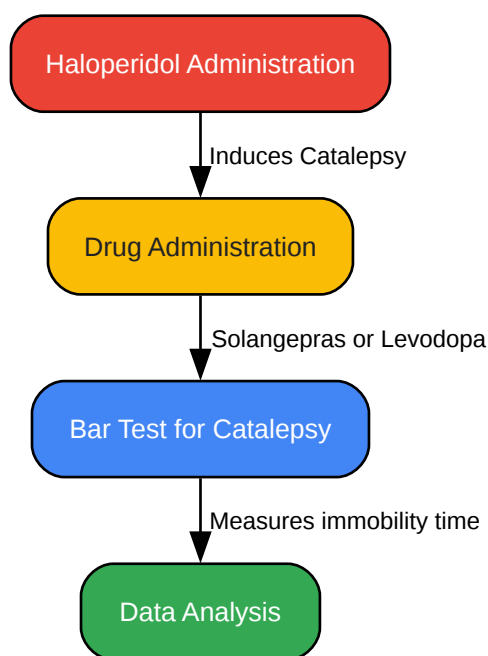 Haloperidol Administration
Induces Catalepsy
Drug Administration
Solangepras or Levodopa
Bar Test for Catalepsy
Measures immobility time
Data Analysis